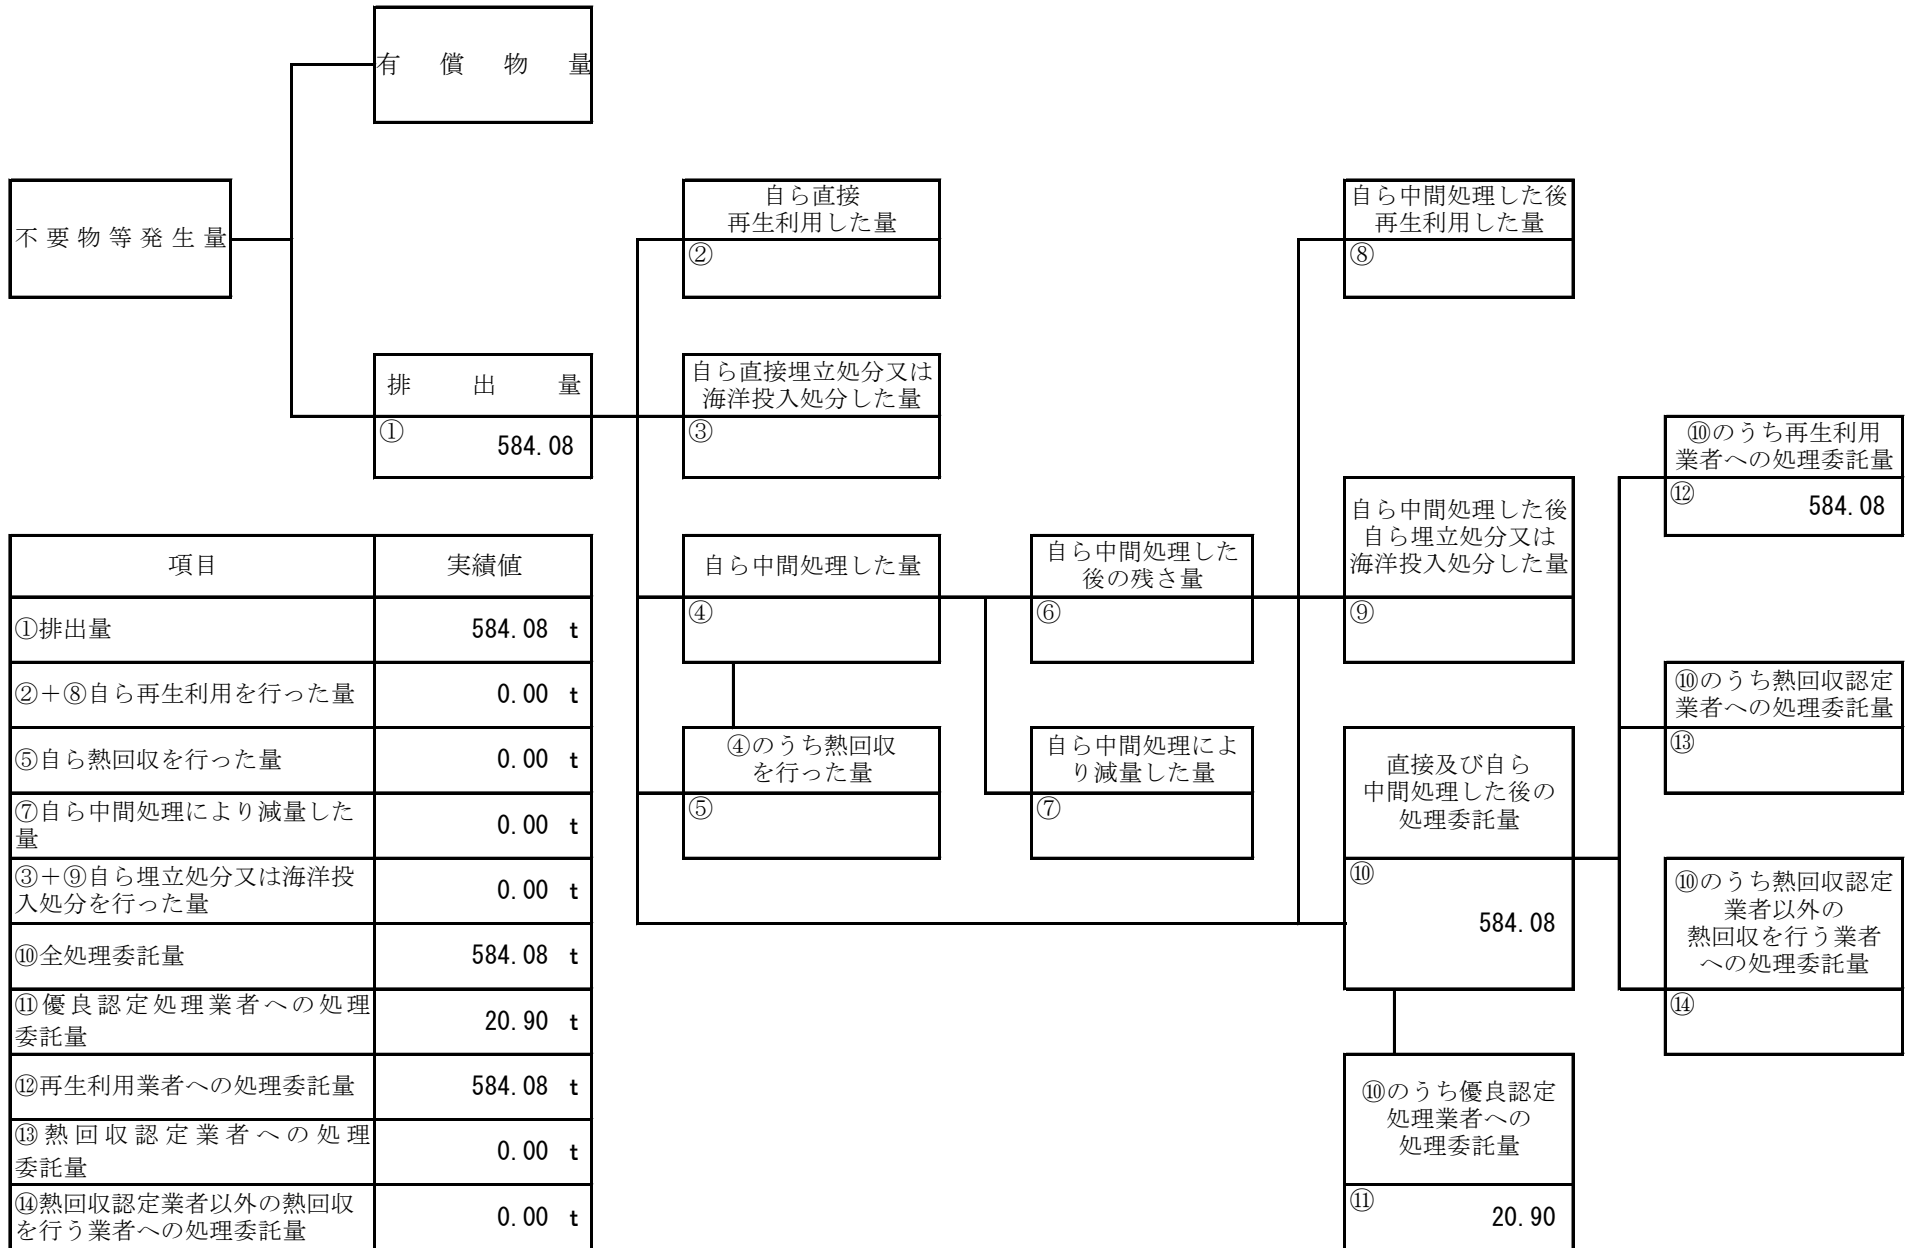 有償物量
不要物等発生量
自ら直接
再生利用した量
②
自ら中間処理した後
再生利用した量
⑧
排出量
①
584.08
自ら直接埋立処分又は
海洋投入処分した量
③
⑩のうち再生利用
業者への処理委託量
⑫
584.08
自ら中間処理した量
④
自ら中間処理した
後の残さ量
⑥
自ら中間処理した後
自ら埋立処分又は
海洋投入処分した量
⑨
⑩のうち熱回収認定
業者への処理委託量
⑬
④のうち熱回収
を行った量
⑤
自ら中間処理によ
り減量した量
⑦
直接及び自ら
中間処理した後の
処理委託量
⑩
584.08
⑩のうち熱回収認定
業者以外の
熱回収を行う業者
への処理委託量
⑭
⑩のうち優良認定
処理業者への
処理委託量
⑪
20.90
項目 実績値
①排出量 584.08 t
②＋⑧自ら再生利用を行った量 0.00 t
⑤自ら熱回収を行った量 0.00 t
⑦自ら中間処理により減量した
量 0.00 t
③＋⑨自ら埋立処分又は海洋投
入処分を行った量 0.00 t
⑩全処理委託量 584.08 t
⑪優良認定処理業者への処理
委託量 20.90 t
⑫再生利用業者への処理委託量 584.08 t
⑬熱回収認定業者への処理
委託量 0.00 t
⑭熱回収認定業者以外の熱回収
を行う業者への処理委託量 0.00 t